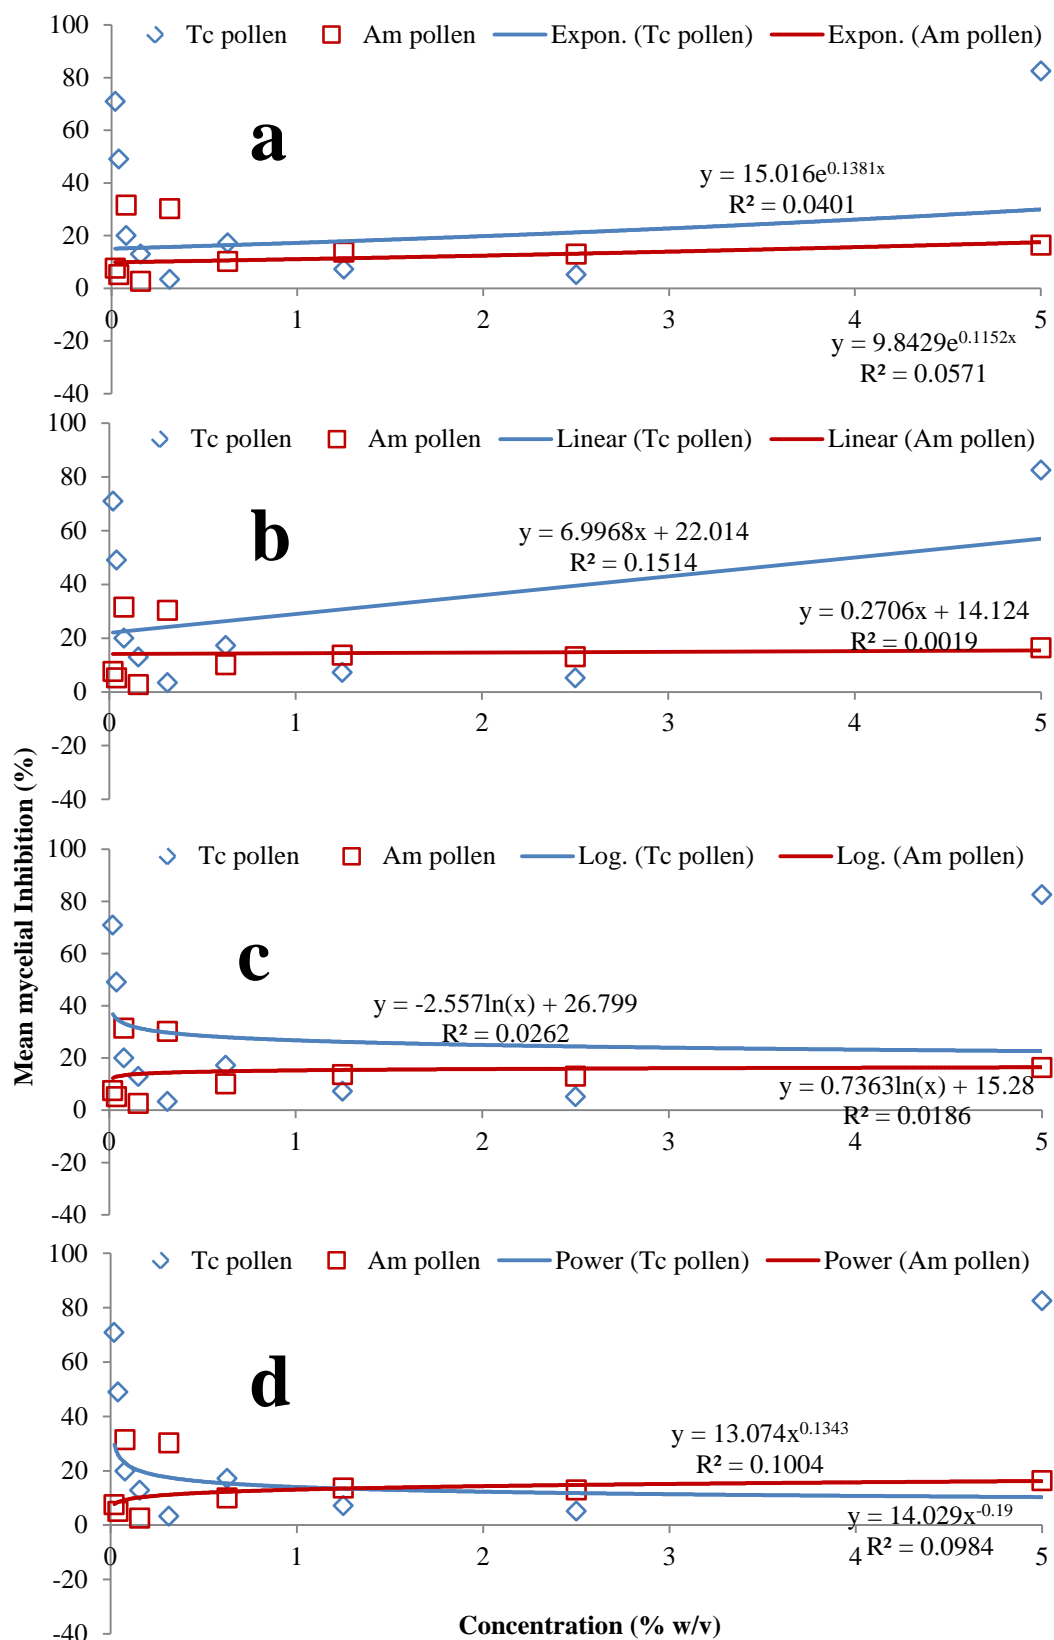 100
Tc pollen Am pollen Expon. (Tc pollen) Expon. (Am pollen)
80
a
60
y = 15.016e^0.1381x
R² = 0.0401
40
20
0
0 1 2 3 4 5
-20
y = 9.8429e^0.1152x
R² = 0.0571
-40
100
Tc pollen Am pollen Linear (Tc pollen) Linear (Am pollen)
80
b
60
y = 6.9968x + 22.014
R² = 0.1514
40
y = 0.2706x + 14.124
R² = 0.0019
20
0
0 1 2 3 4 5
-20
-40
Mean mycelial Inhibition (%)
100
Tc pollen Am pollen Log. (Tc pollen) Log. (Am pollen)
80
c
60
40
y = -2.557ln(x) + 26.799
R² = 0.0262
20
y = 0.7363ln(x) + 15.28
R² = 0.0186
0
0 1 2 3 4 5
-20
-40
100
Tc pollen Am pollen Power (Tc pollen) Power (Am pollen)
80
60
d
40
y = 13.074x^0.1343
R² = 0.1004
20
y = 14.029x^-0.19
R² = 0.0984
0
0 1 2 3 4 5
-20
-40
Concentration (% w/v)